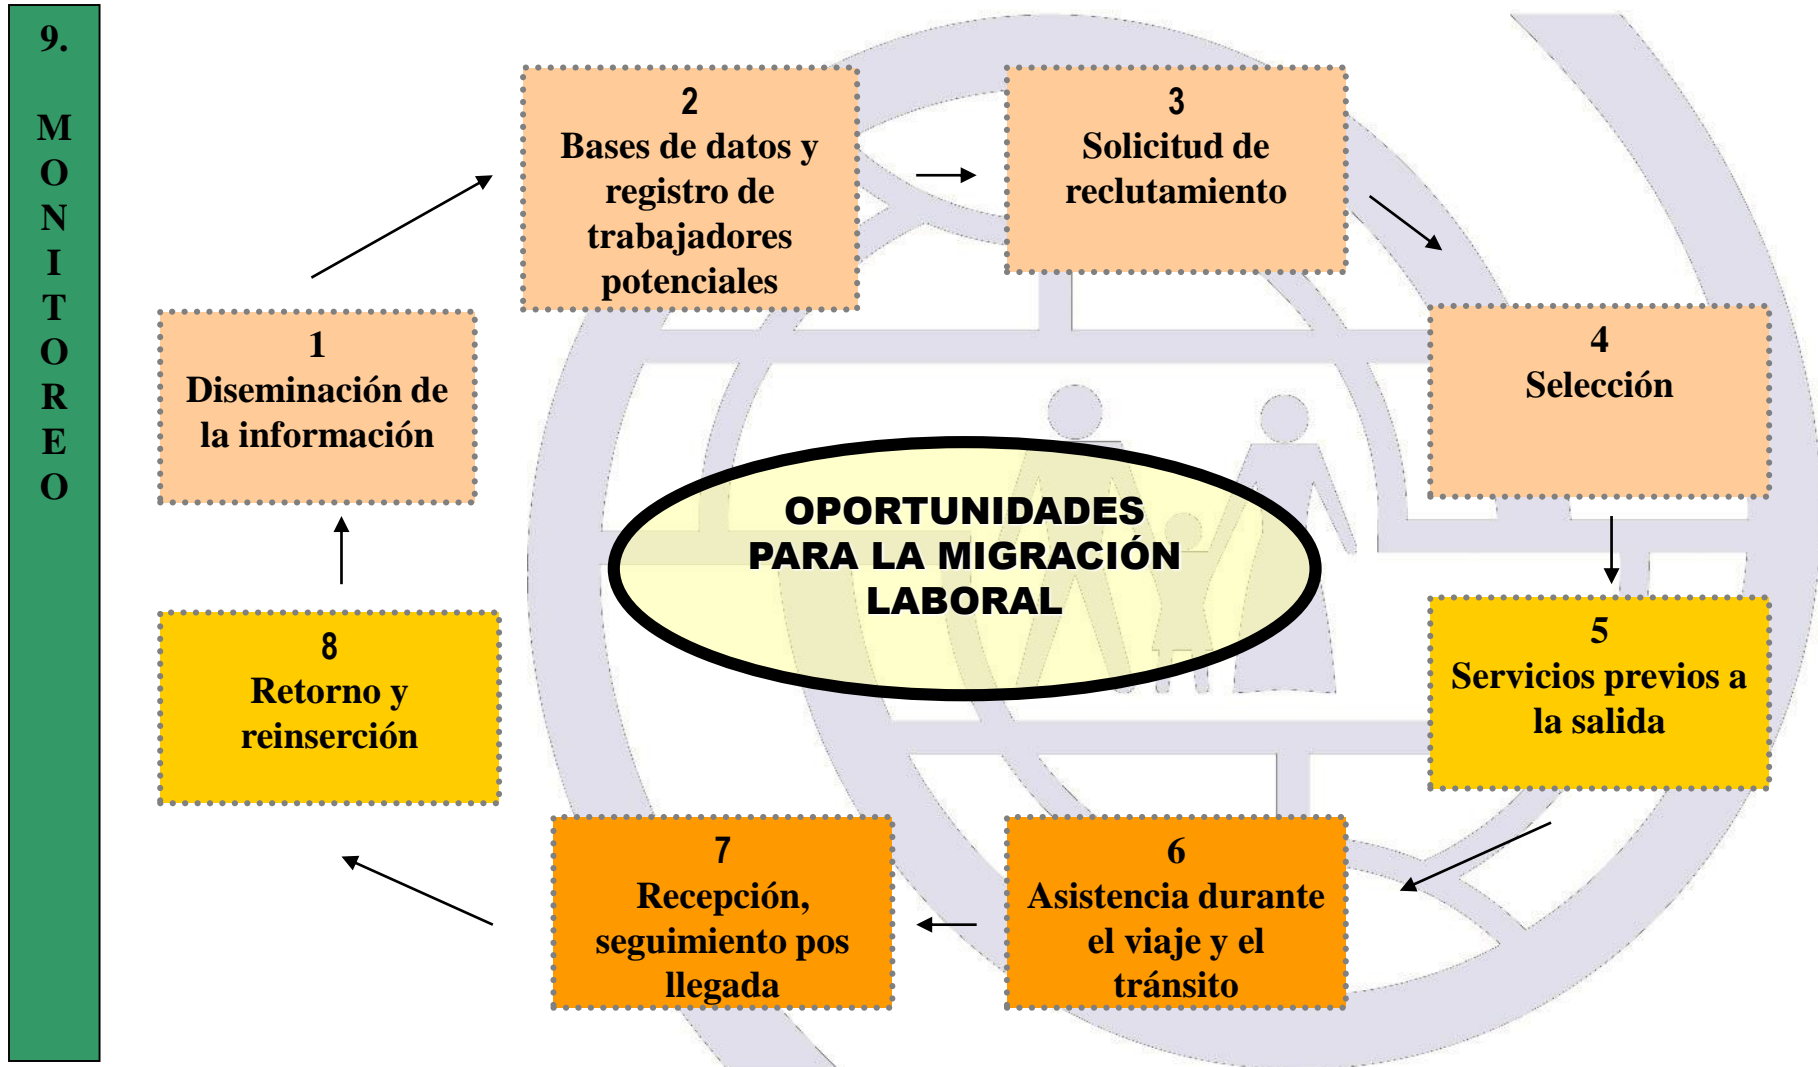 9.
M
O
N
I
T
O
R
E
O
1
Diseminación de
la información
2
Bases de datos y
registro de
trabajadores
potenciales
3
Solicitud de
reclutamiento
4
Selección
5
Servicios previos a
la salida
6
Asistencia durante
el viaje y el
tránsito
7
Recepción,
seguimiento pos
llegada
8
Retorno y
reinserción
OPORTUNIDADES
PARA LA MIGRACIÓN
LABORAL